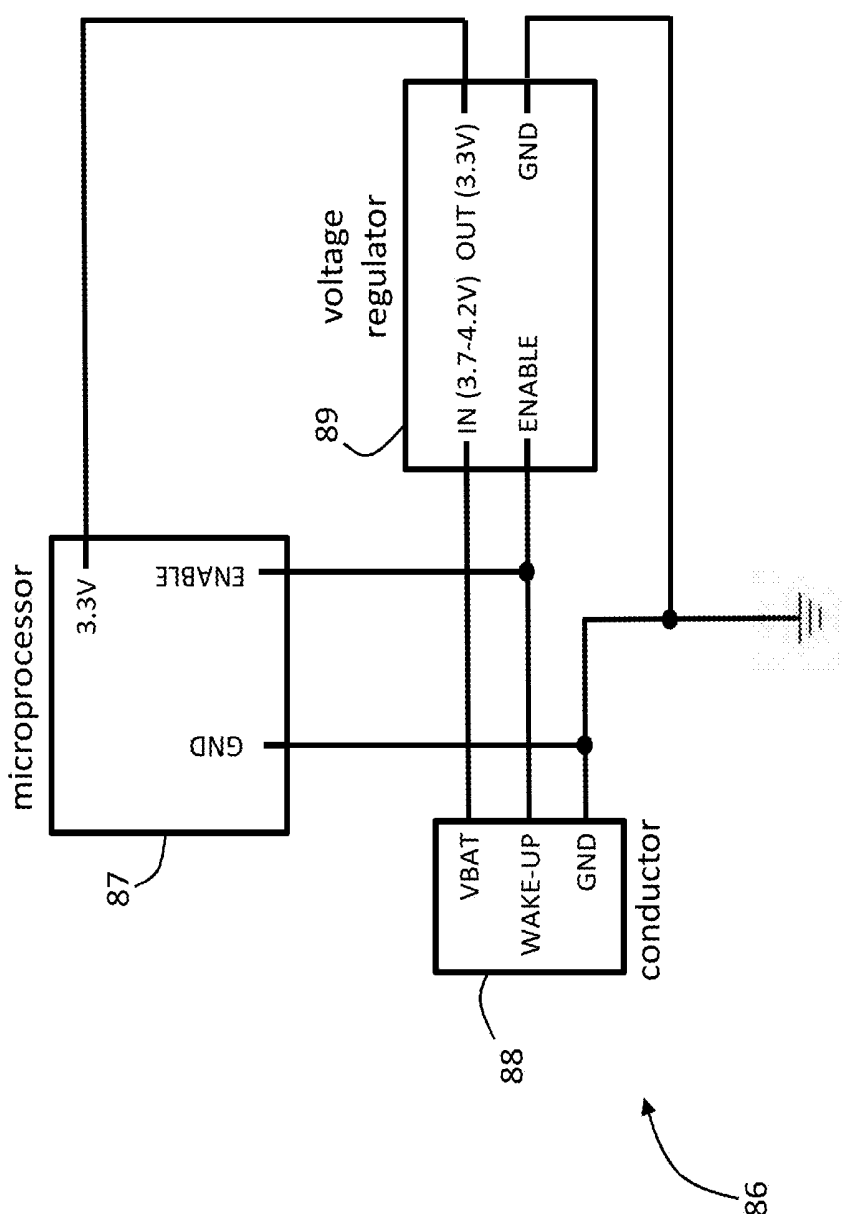 microprocessor
87
3.3V
GND
ENABLE
voltage
regulator
89
IN (3.7-4.2V) OUT (3.3V)
ENABLE
GND
VBAT
WAKE-UP
GND
conductor
88
86